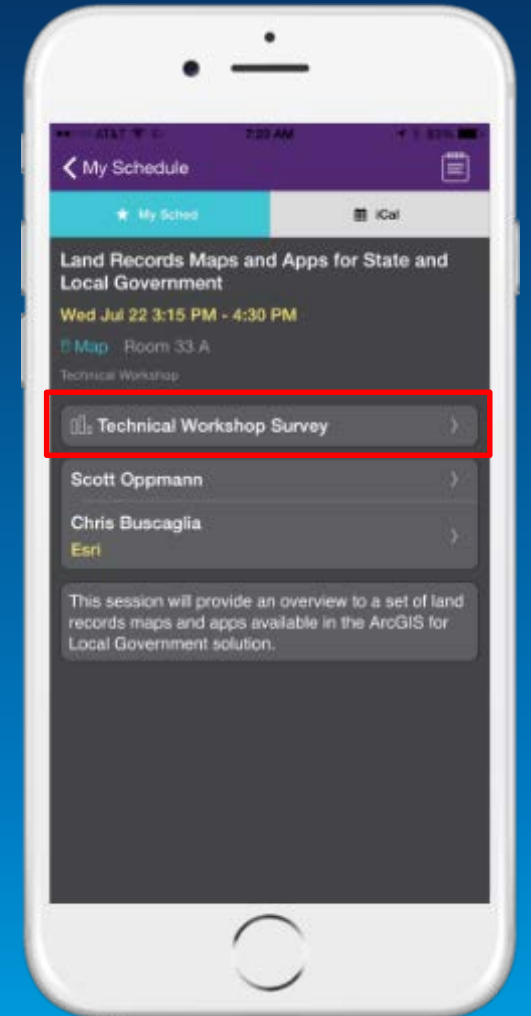 AT&T 7:23 AM 83%
My Schedule
My Sched iCal
Land Records Maps and Apps for State and
Local Government
Wed Jul 22 3:15 PM - 4:30 PM
Map Room 33 A
Technical Workshop
Technical Workshop Survey
Scott Oppmann
Chris Buscaglia
Esri
This session will provide an overview to a set of land
records maps and apps available in the ArcGIS for
Local Government solution.